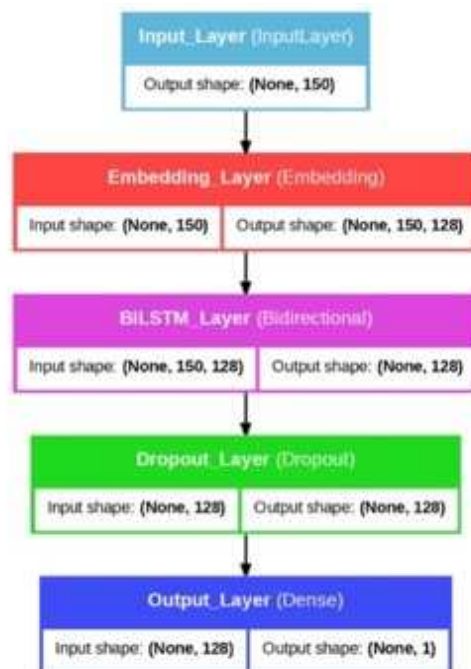 Input_Layer (InputLayer)
Output shape: (None, 150)
Embedding_Layer (Embedding)
Input shape: (None, 150) Output shape: (None, 150, 128)
BILSTM_Layer (Bidirectional)
Input shape: (None, 150, 128) Output shape: (None, 128)
Dropout_Layer (Dropout)
Input shape: (None, 128) Output shape: (None, 128)
Output_Layer (Dense)
Input shape: (None, 128) Output shape: (None, 1)